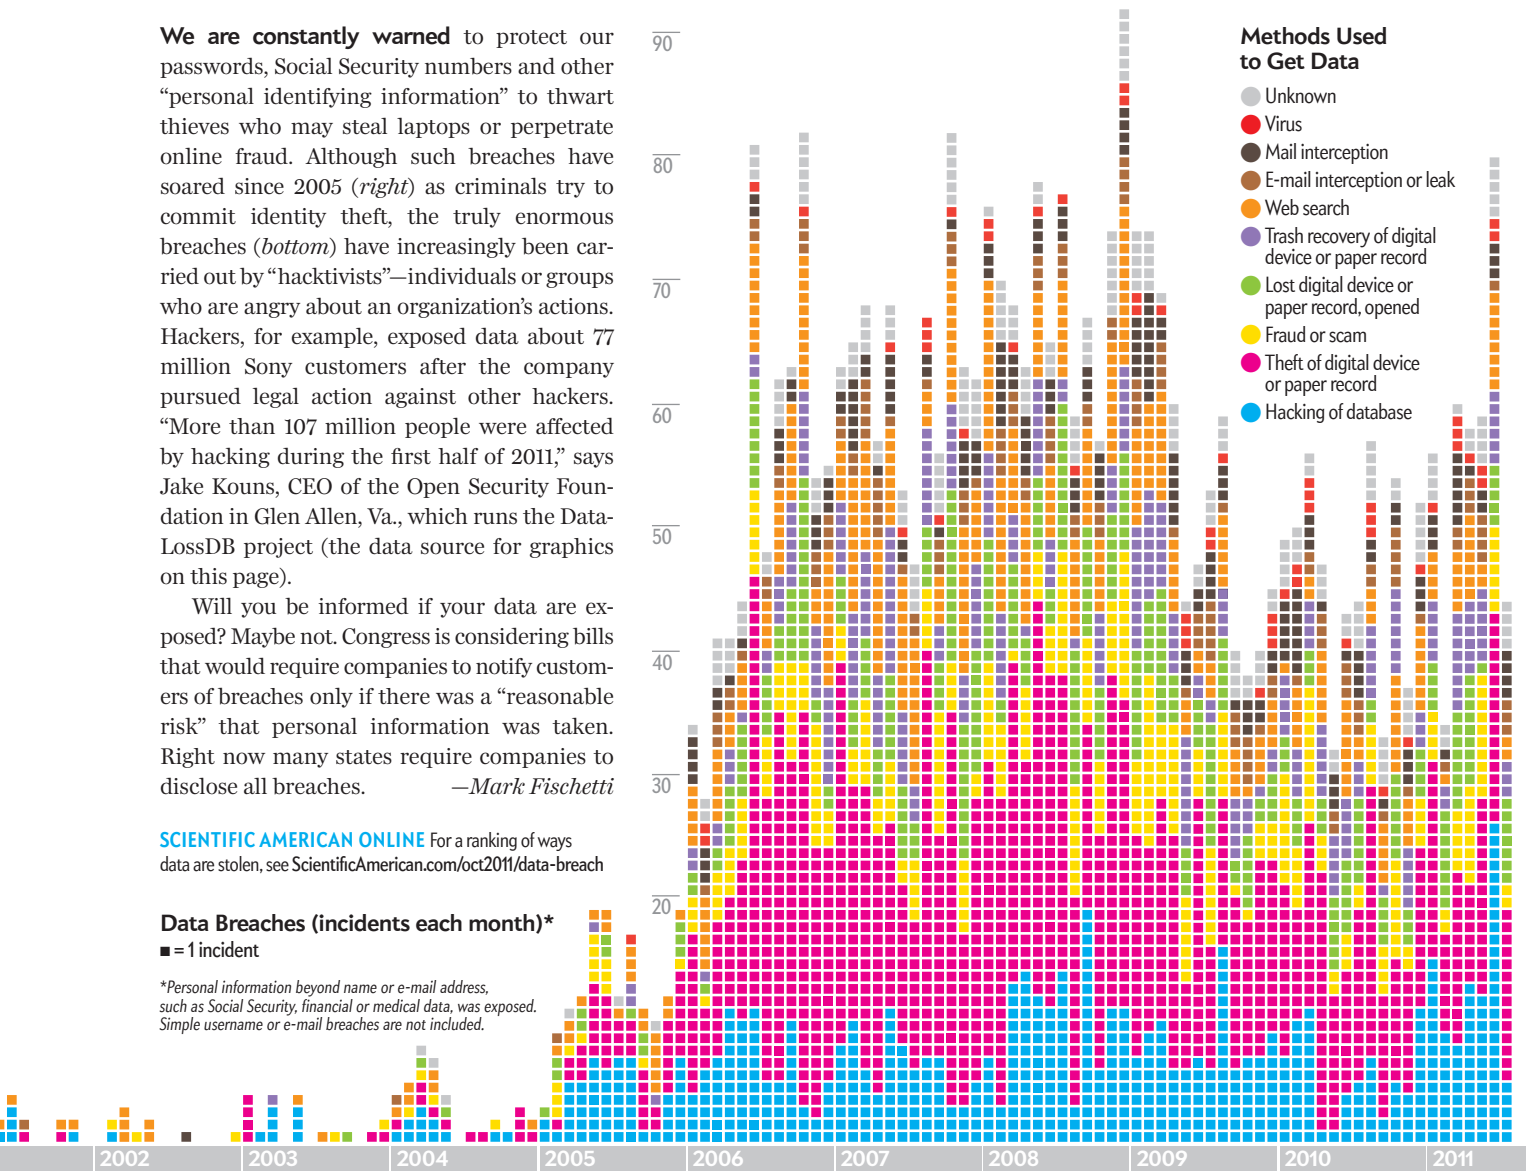 We are constantly warned to protect our
passwords, Social Security numbers and other
“personal identifying information” to thwart
thieves who may steal laptops or perpetrate
online fraud. Although such breaches have
soared since 2005 (right) as criminals try to
commit identity theft, the truly enormous
breaches (bottom) have increasingly been car-
ried out by “hacktivists”—individuals or groups
who are angry about an organization’s actions.
Hackers, for example, exposed data about 77
million Sony customers after the company
pursued legal action against other hackers.
“More than 107 million people were affected
by hacking during the first half of 2011,” says
Jake Kouns, CEO of the Open Security Foun-
dation in Glen Allen, Va., which runs the Data-
LossDB project (the data source for graphics
on this page).
Will you be informed if your data are ex-
posed? Maybe not. Congress is considering bills
that would require companies to notify custom-
ers of breaches only if there was a “reasonable
risk” that personal information was taken.
Right now many states require companies to
disclose all breaches. —Mark Fischetti
SCIENTIFIC AMERICAN ONLINE For a ranking of ways
data are stolen, see ScientificAmerican.com/oct2011/data-breach
Data Breaches (incidents each month)*
■ = 1 incident
*Personal information beyond name or e-mail address,
such as Social Security, financial or medical data, was exposed.
Simple username or e-mail breaches are not included.
90
80
70
60
50
40
30
20
Methods Used
to Get Data
Unknown
Virus
Mail interception
E-mail interception or leak
Web search
Trash recovery of digital
device or paper record
Lost digital device or
paper record, opened
Fraud or scam
Theft of digital device
or paper record
Hacking of database
2002
2003
2004
2005
2006
2007
2008
2009
2010
2011